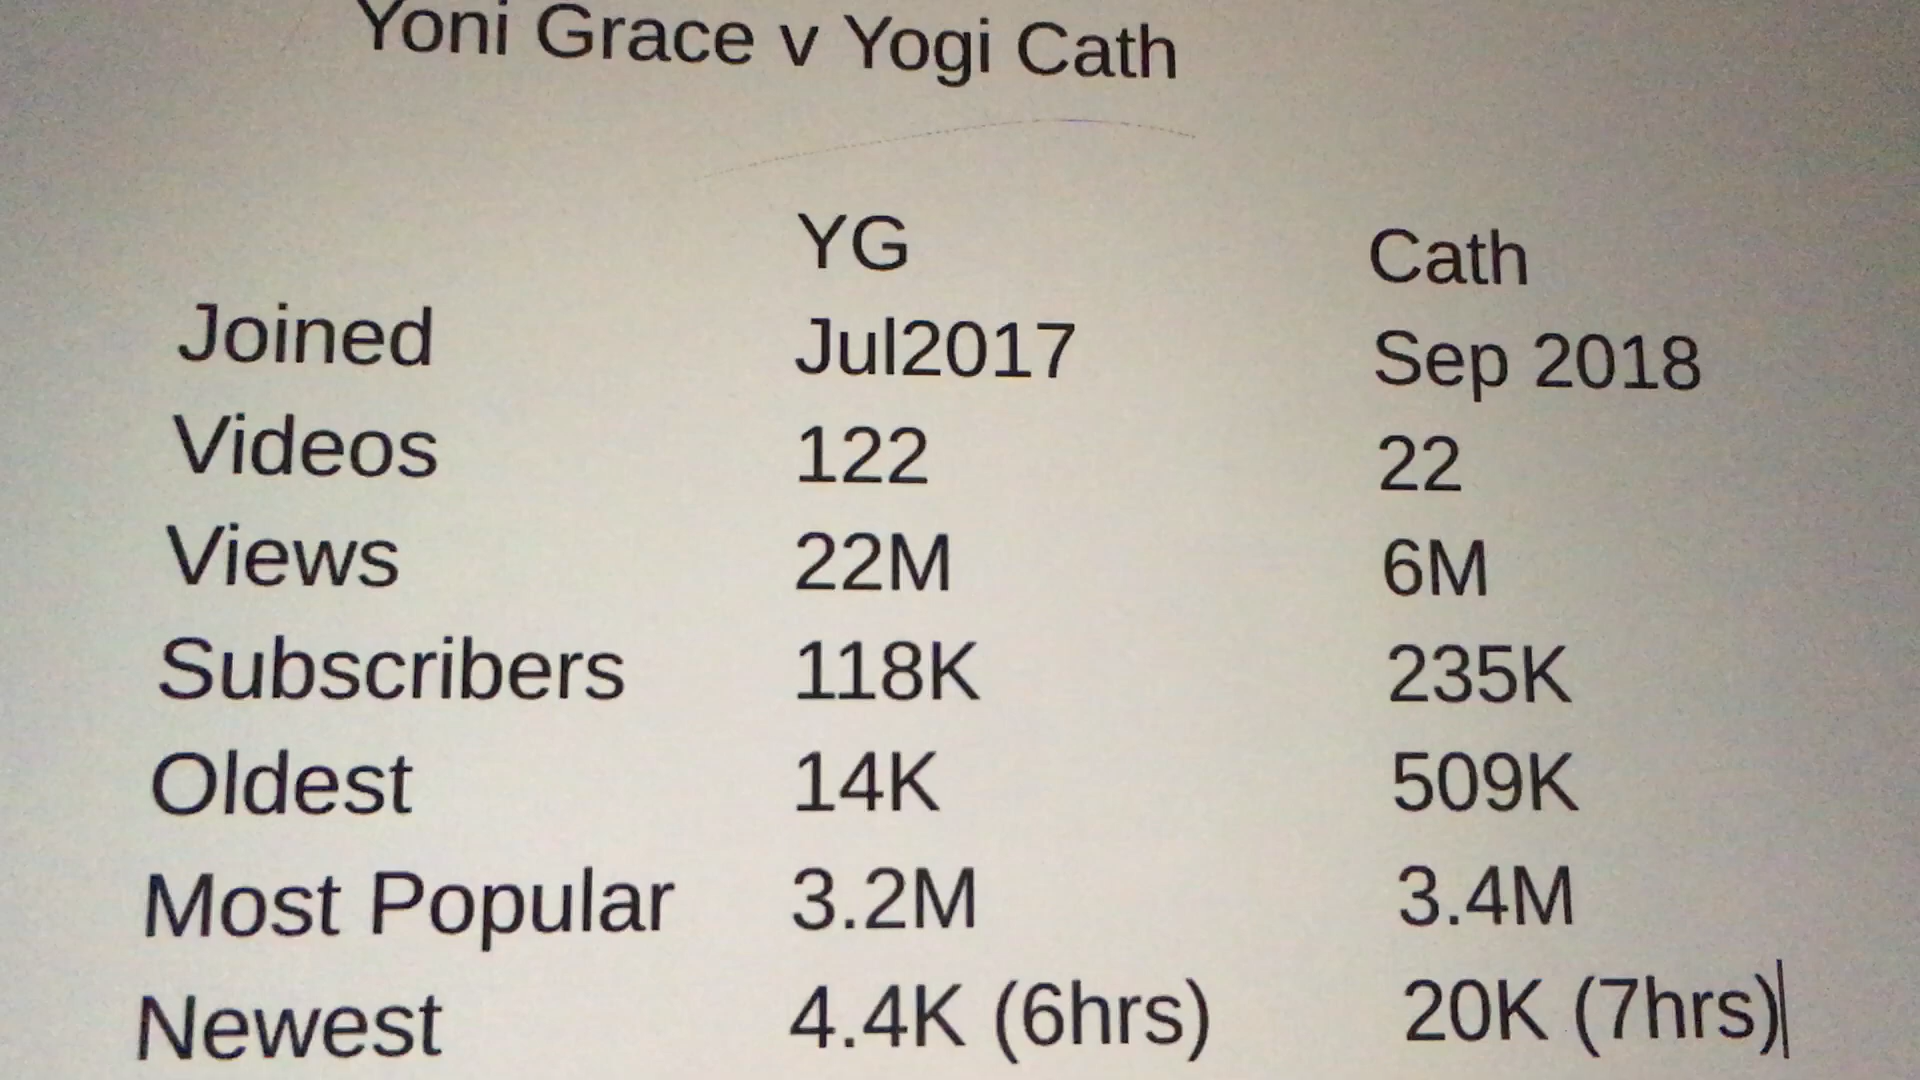 Yoni Grace v Yogi Cath
YG Cath
Joined Jul2017 Sep 2018
Videos 122 22
Views 22M 6M
Subscribers 118K 235K
Oldest 14K 509K
Most Popular 3.2M 3.4M
Newest 4.4K (6hrs) 20K (7hrs)